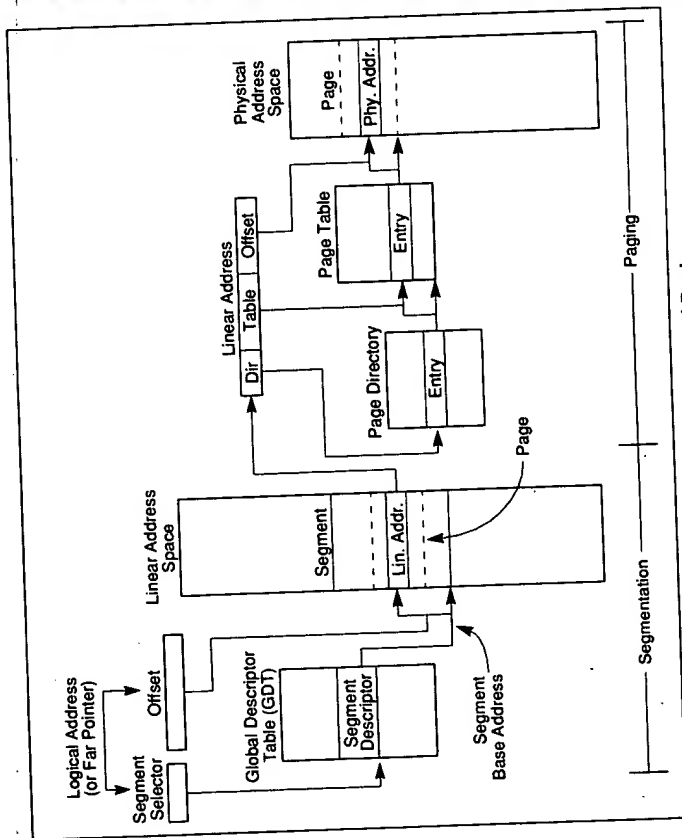 Logical Address
(or Far Pointer)
Segment
Selector
Offset
Global Descriptor
Table (GDT)
Segment
Descriptor
Segment
Base Address
Linear Address
Space
Segment
Lin. Addr.
Page
Linear Address
Dir
Table
Offset
Page Directory
Entry
Page Table
Entry
Physical
Address
Space
Page
Phy. Addr.
Segmentation
Paging